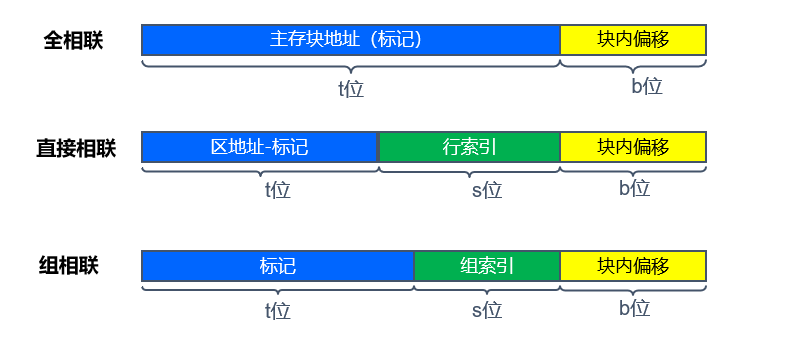 全相联 主存块地址（标记） 块内偏移
t位 b位
直接相联 区地址-标记 行索引 块内偏移
t位 s位 b位
组相联 标记 组索引 块内偏移
t位 s位 b位